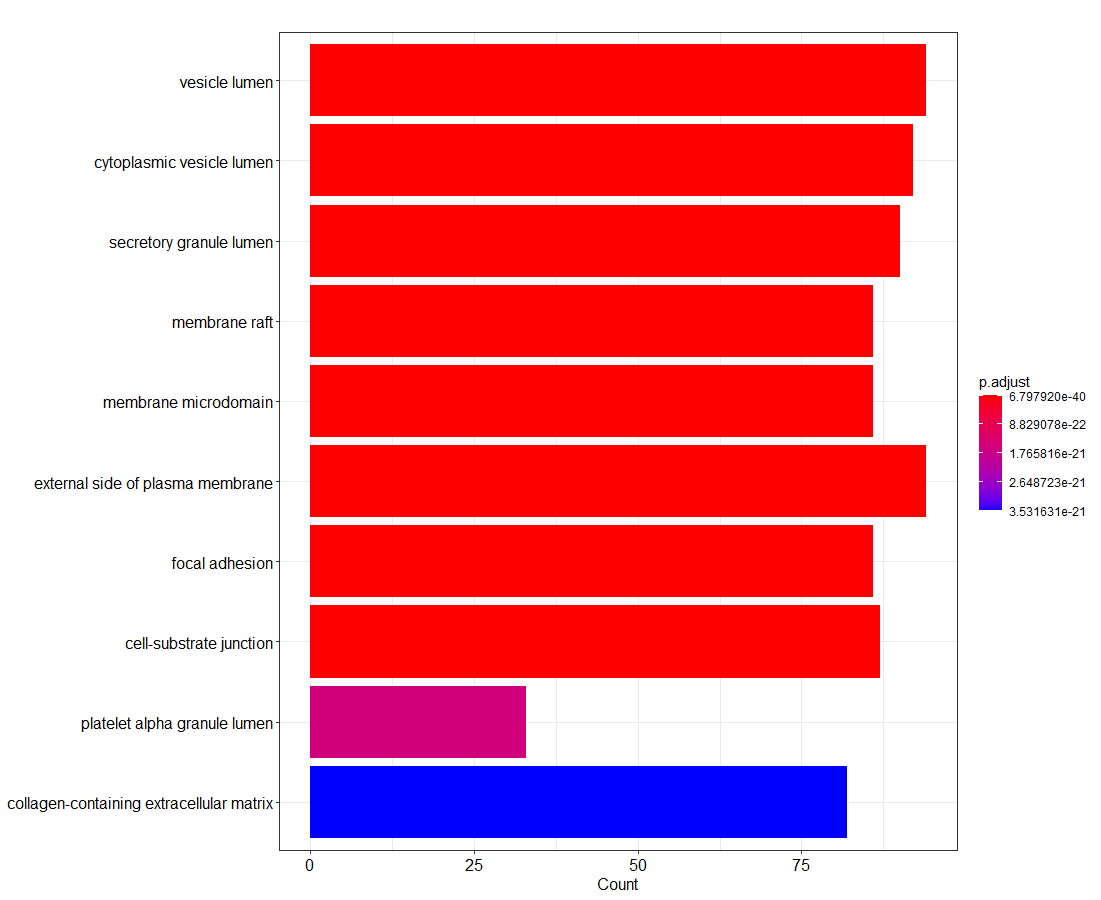 vesicle lumen
cytoplasmic vesicle lumen
secretory granule lumen
membrane raft
membrane microdomain
external side of plasma membrane
focal adhesion
cell-substrate junction
platelet alpha granule lumen
collagen-containing extracellular matrix
0 25 50 75
Count
p.adjust
6.797920e-40
8.829078e-22
1.765816e-21
2.648723e-21
3.531631e-21